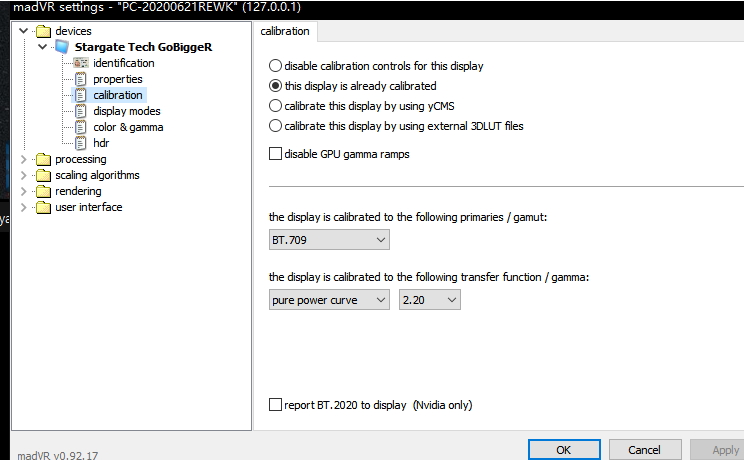 madVR settings - "PC-20200621REWK" (127.0.0.1)
devices
Stargate Tech GoBiggeR
identification
properties
calibration
display modes
color & gamma
hdr
processing
scaling algorithms
rendering
user interface
calibration
disable calibration controls for this display
this display is already calibrated
calibrate this display by using yCMS
calibrate this display by using external 3DLUT files
disable GPU gamma ramps
the display is calibrated to the following primaries / gamut:
BT.709
the display is calibrated to the following transfer function / gamma:
pure power curve 2.20
report BT.2020 to display (Nvidia only)
madVR v0.92.17
OK Cancel Apply